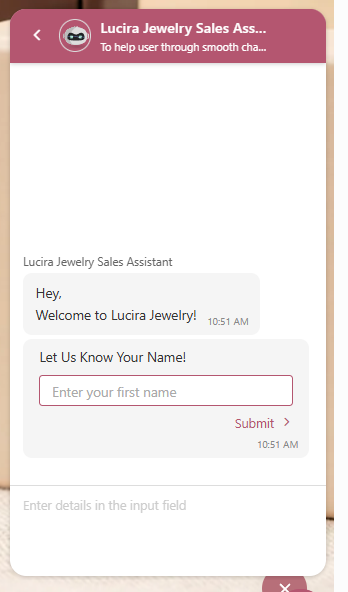 Lucira Jewelry Sales Ass...
To help user through smooth cha...
Lucira Jewelry Sales Assistant
Hey,
Welcome to Lucira Jewelry!
10:51 AM
Let Us Know Your Name!
Enter your first name
Submit
10:51 AM
Enter details in the input field